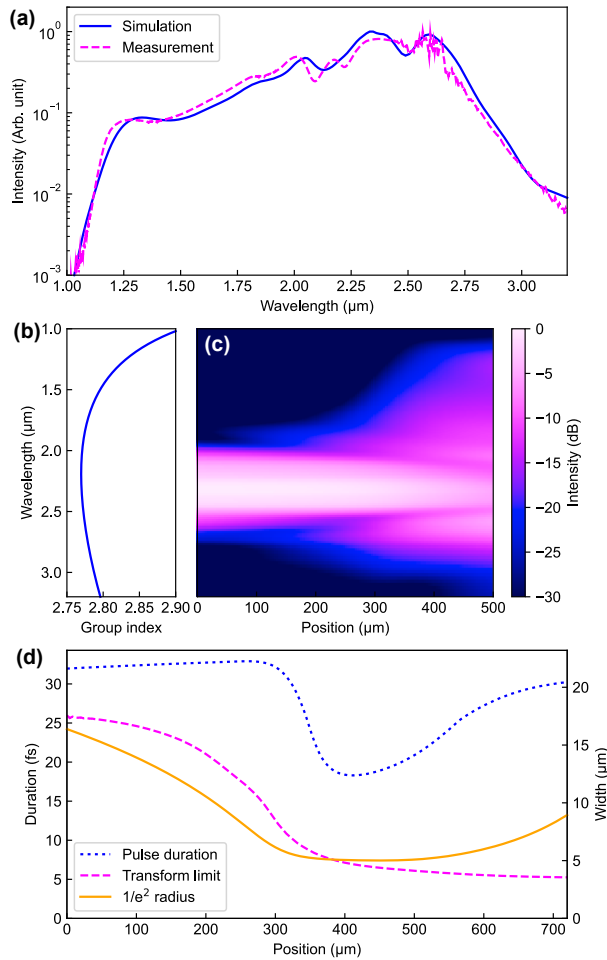 (a)
Simulation
Measurement
10⁰
10⁻¹
10⁻²
10⁻³
Intensity (Arb. unit)
1.00 1.25 1.50 1.75 2.00 2.25 2.50 2.75 3.00
Wavelength (μm)
(b)
1.0
1.5
2.0
2.5
3.0
Wavelength (μm)
2.75 2.80 2.85 2.90
Group index
(c)
0 100 200 300 400 500
Position (μm)
0
−5
−10
−15
−20
−25
−30
Intensity (dB)
(d)
30
25
20
15
10
5
0
Duration (fs)
20
15
10
5
0
Width (μm)
Pulse duration
Transform limit
1/e² radius
0 100 200 300 400 500 600 700
Position (μm)